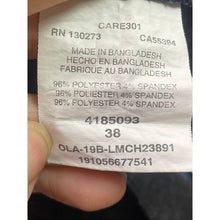 CARE301
RN 130273 CA55384
MADE IN BANGLADESH
HECHO EN BANGLADESH
FABRIQUE AU BANGLADESH
96% POLYESTER 4% SPANDEX
96% POLIESTER 4% SPANDEX
96% POLYESTER 4% SPANDEX
4185093
38
OLA-19B-LMCH23891
191056677541